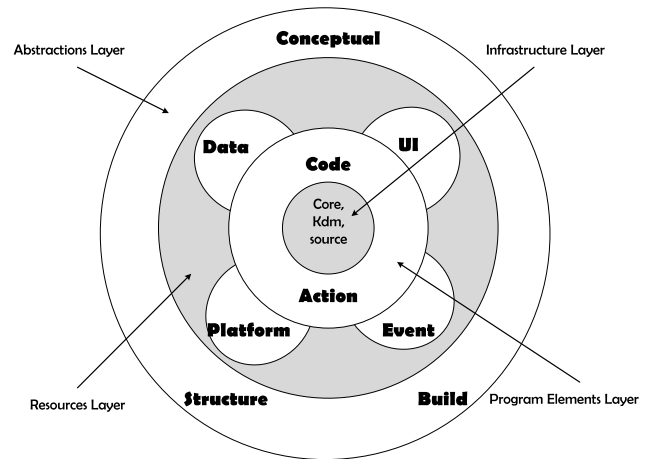 Conceptual
Abstractions Layer
Infrastructure Layer
Data
UI
Code
Core,
Kdm,
source
Action
Platform
Event
Structure
Build
Resources Layer
Program Elements Layer